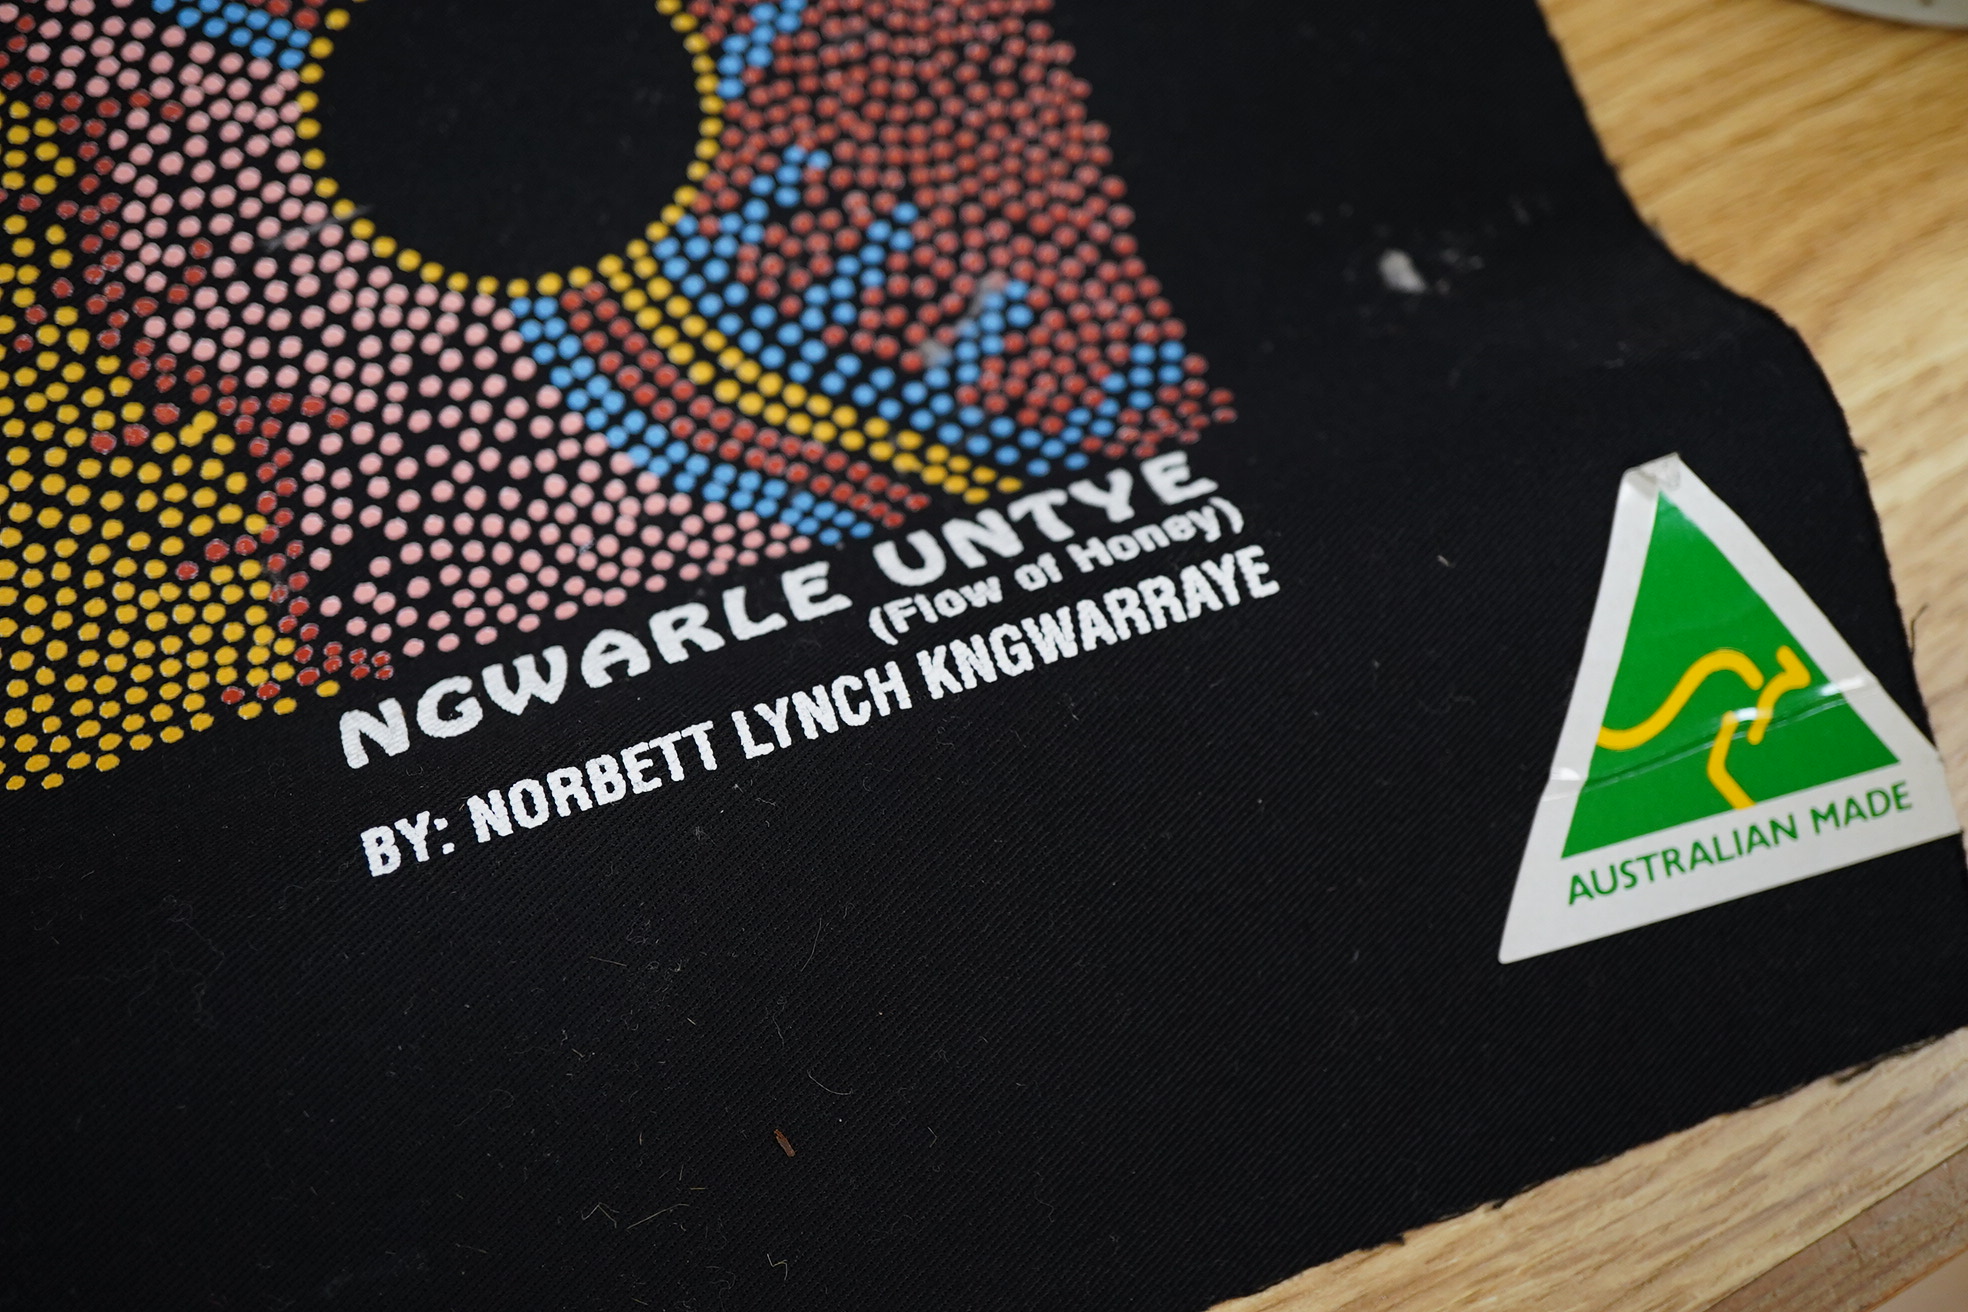 NGWARLE UNTYE
(Flow of Honey)
BY: NORBETT LYNCH KNGWARRAYE
AUSTRALIAN MADE